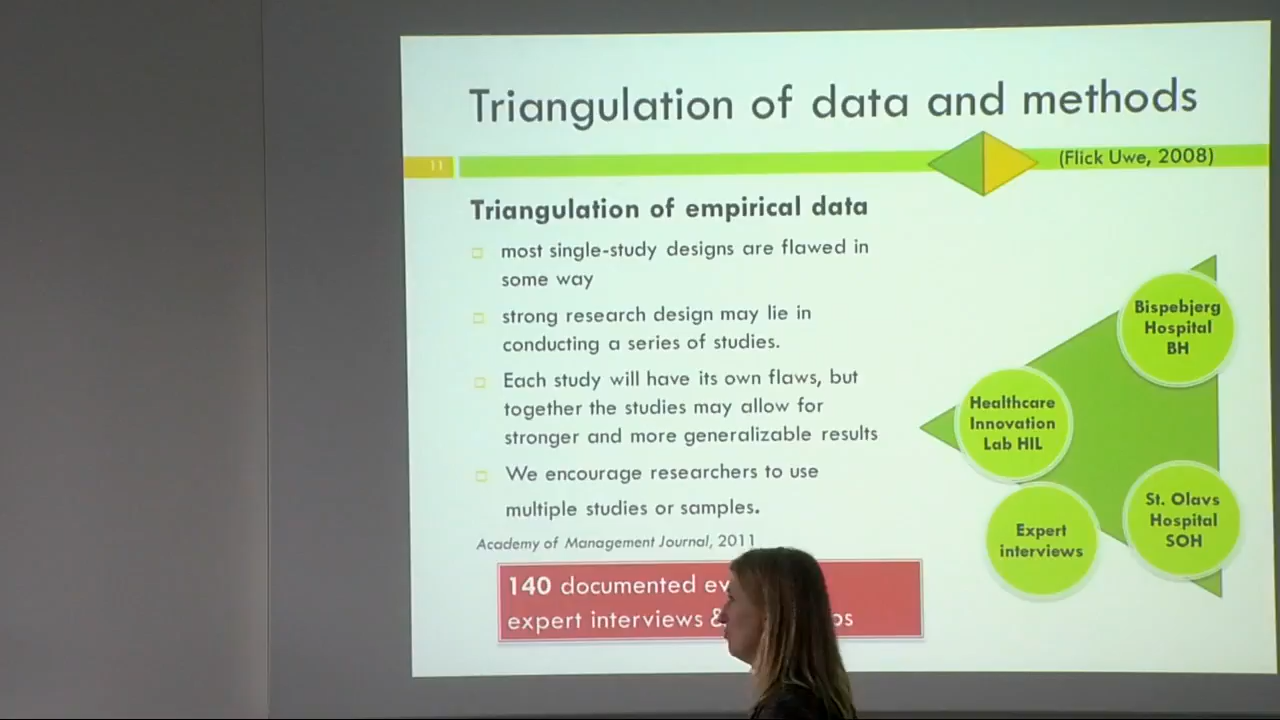 Triangulation of data and methods
11
(Flick Uwe, 2008)
Triangulation of empirical data
most single-study designs are flawed in
some way
strong research design may lie in
conducting a series of studies.
Each study will have its own flaws, but
together the studies may allow for
stronger and more generalizable results
We encourage researchers to use
multiple studies or samples.
Academy of Management Journal, 2011
140 documented
expert interviews &
Bispebjerg
Hospital
BH
Healthcare
Innovation
Lab HIL
Expert
interviews
St. Olavs
Hospital
SOH